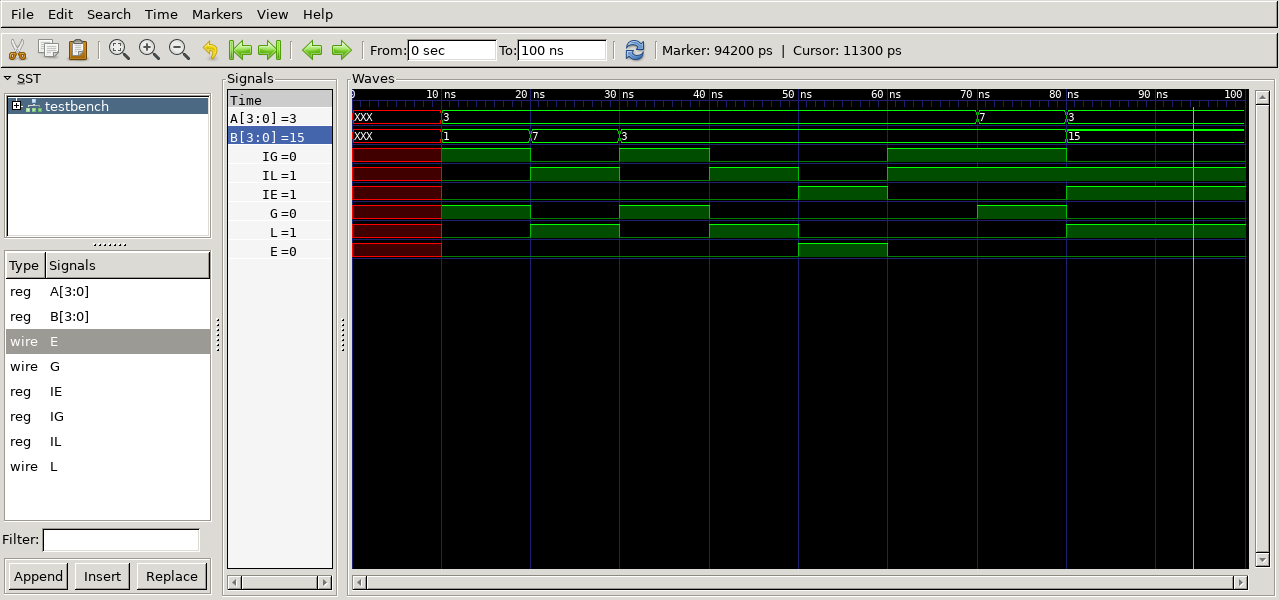 File Edit Search Time Markers View Help
From: 0 sec To: 100 ns Marker: 94200 ps | Cursor: 11300 ps
SST
testbench
Type Signals
reg A[3:0]
reg B[3:0]
wire E
wire G
reg IE
reg IG
reg IL
wire L
Filter:
Append Insert Replace
Signals
Time
A[3:0] =3
B[3:0] =15
IG =0
IL =1
IE =1
G =0
L =1
E =0
Waves
0 10 ns 20 ns 30 ns 40 ns 50 ns 60 ns 70 ns 80 ns 90 ns 100
XXX 3 7 3
XXX 1 7 3 15